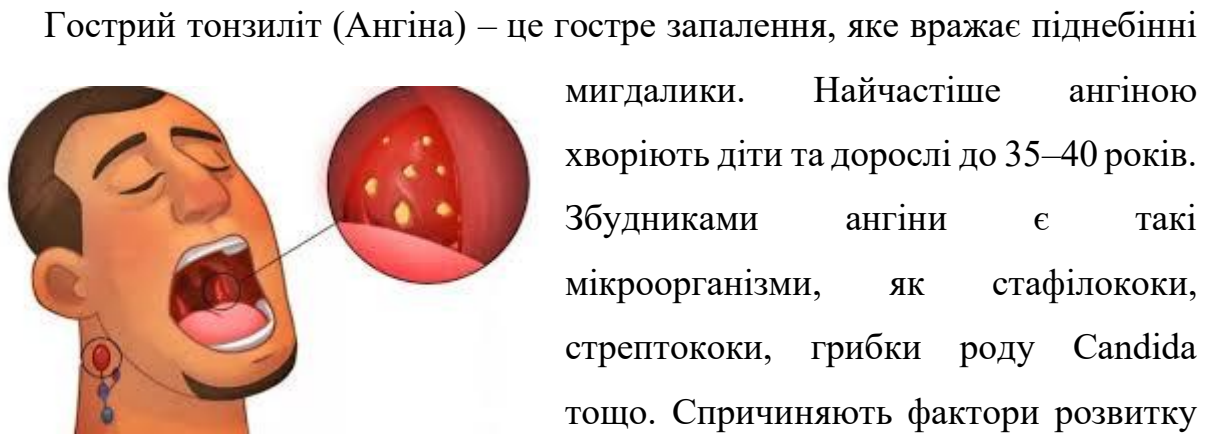 Гострий тонзиліт (Ангіна) – це гостре запалення, яке вражає піднебінні
мигдалики. Найчастіше ангіною
хворіють діти та дорослі до 35–40 років.
Збудниками ангіни є такі
мікроорганізми, як стафілококи,
стрептококи, грибки роду Candida
тощо. Спричиняють фактори розвитку